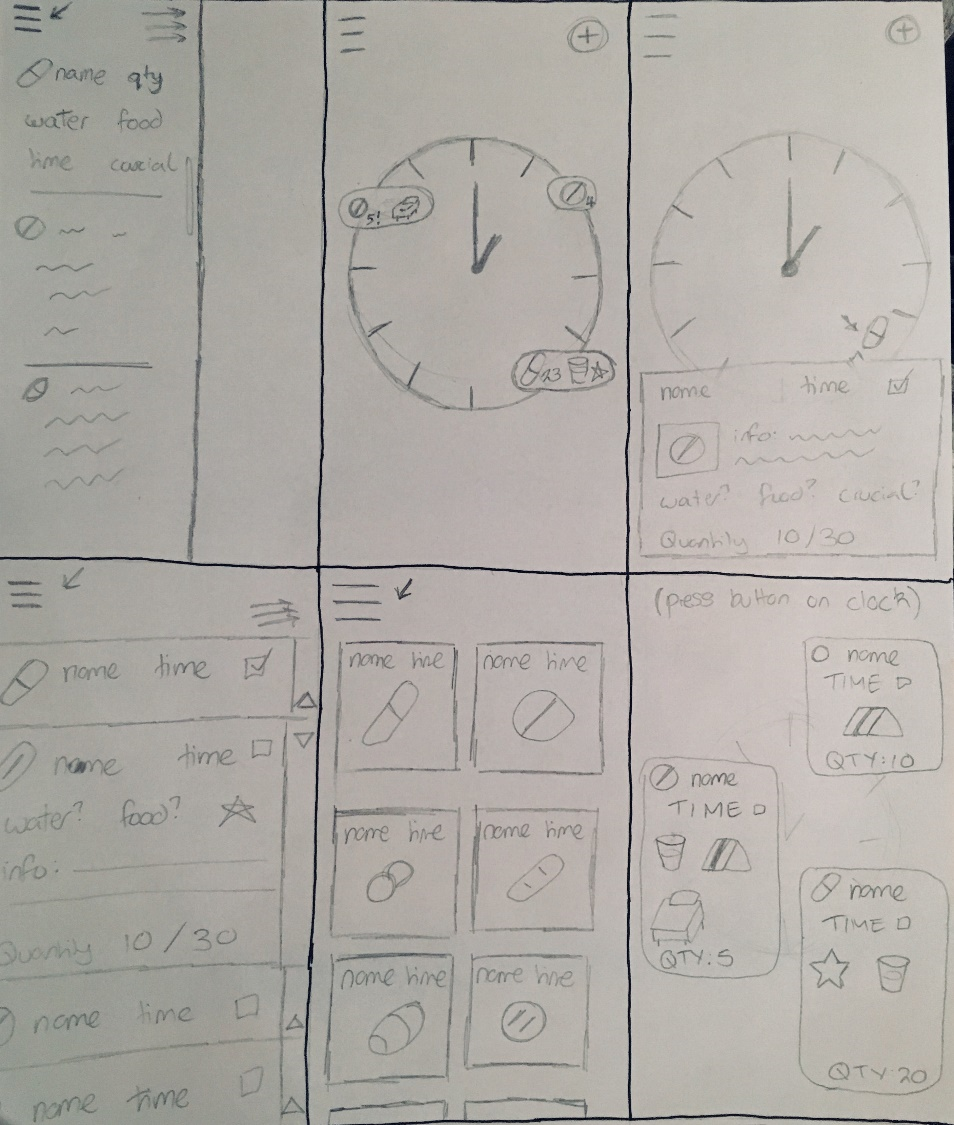 name qty
water food
time crucial
5!
4
23
name time
info:
water? food? crucial?
Quantity 10/30
name time
name time
water? food?
info:
Quantity 10/30
name time
name time
name time name time
name time name time
name time name time
(press button on clock)
name
TIME
QTY:10
name
TIME
QTY:5
name
TIME
QTY:20